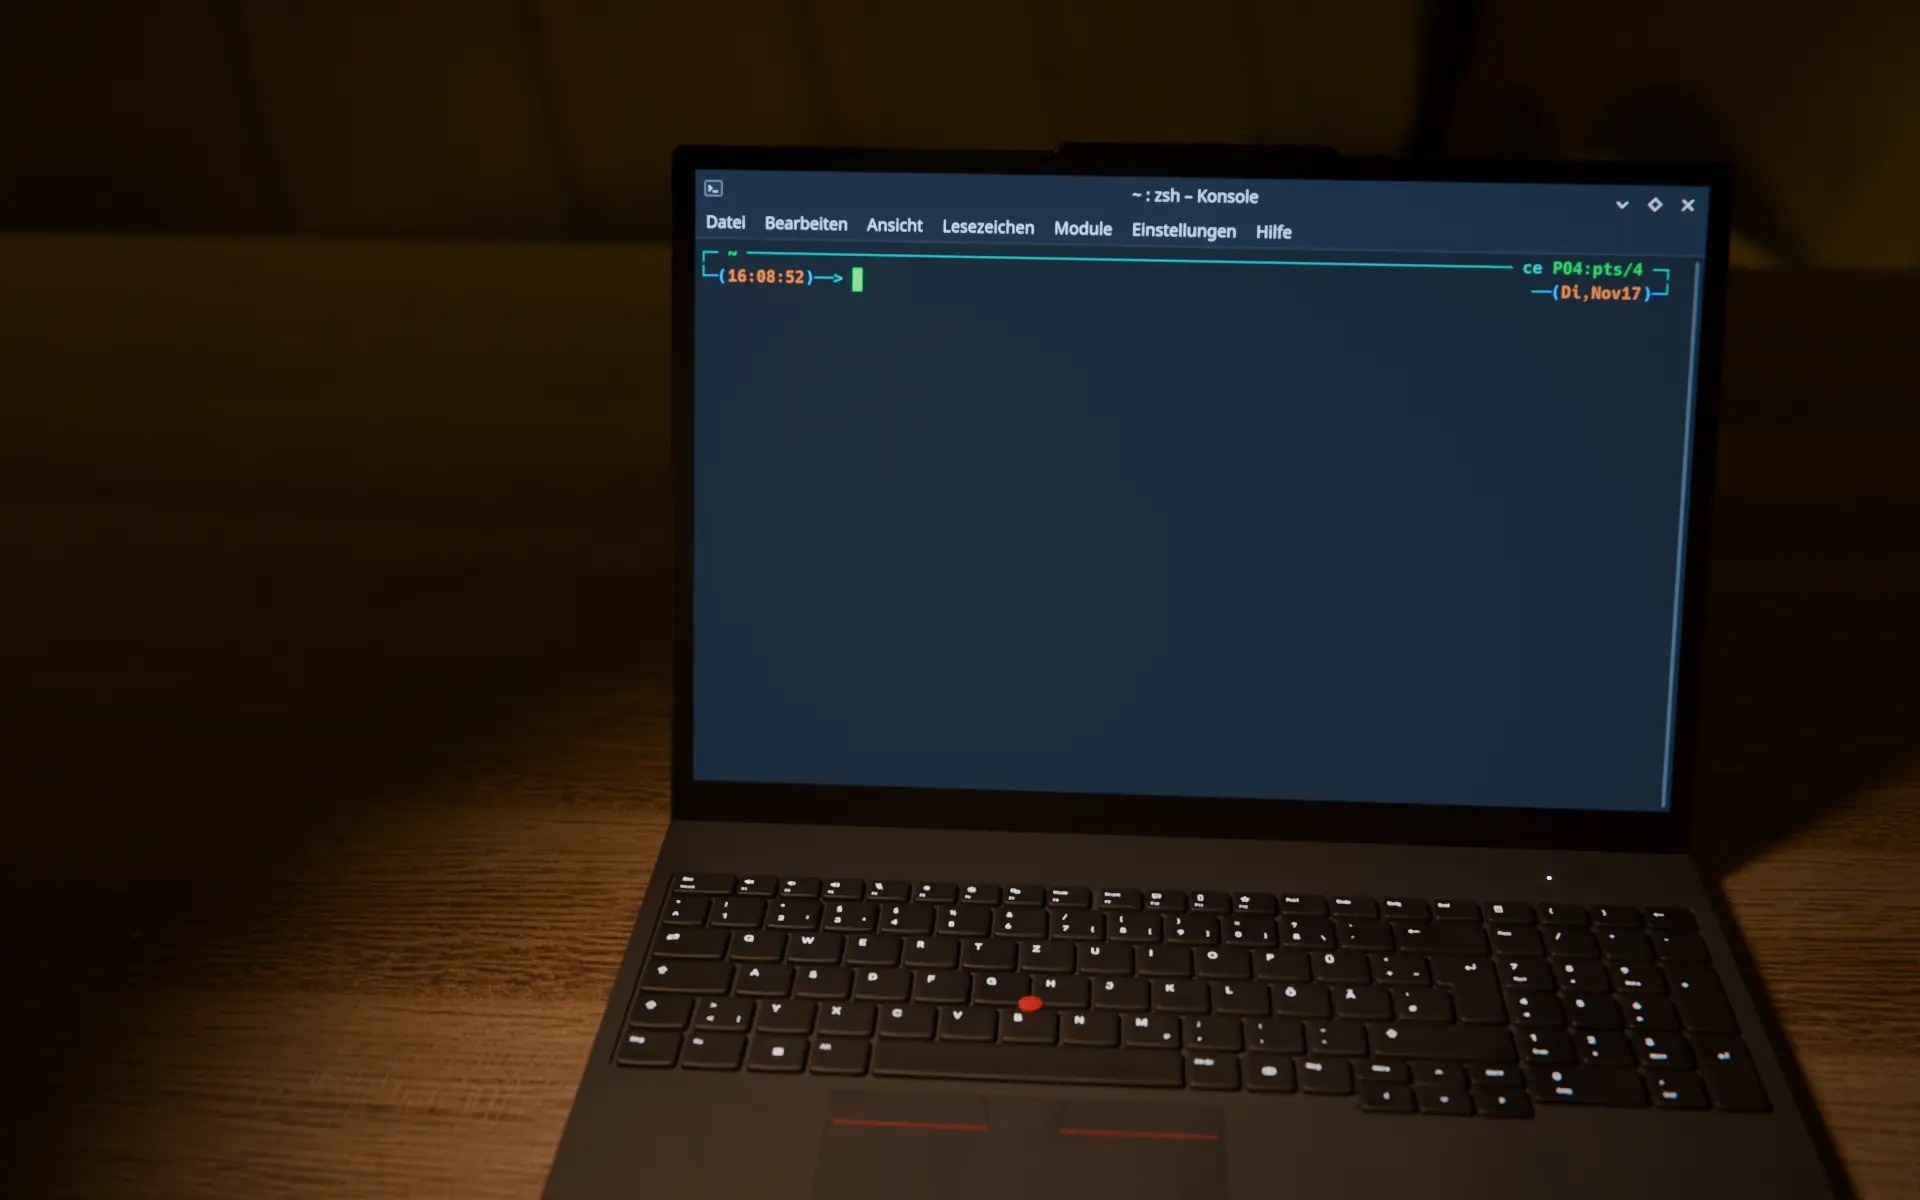 ~ : zsh – Konsole
Datei Bearbeiten Ansicht Lesezeichen Module Einstellungen Hilfe
~ ce P04:pts/4
(16:08:52)—> —(Di,Nov17)
Q W E R T Z U I O P Ü
A S D F G H J K L Ö Ä
Y X C V B N M